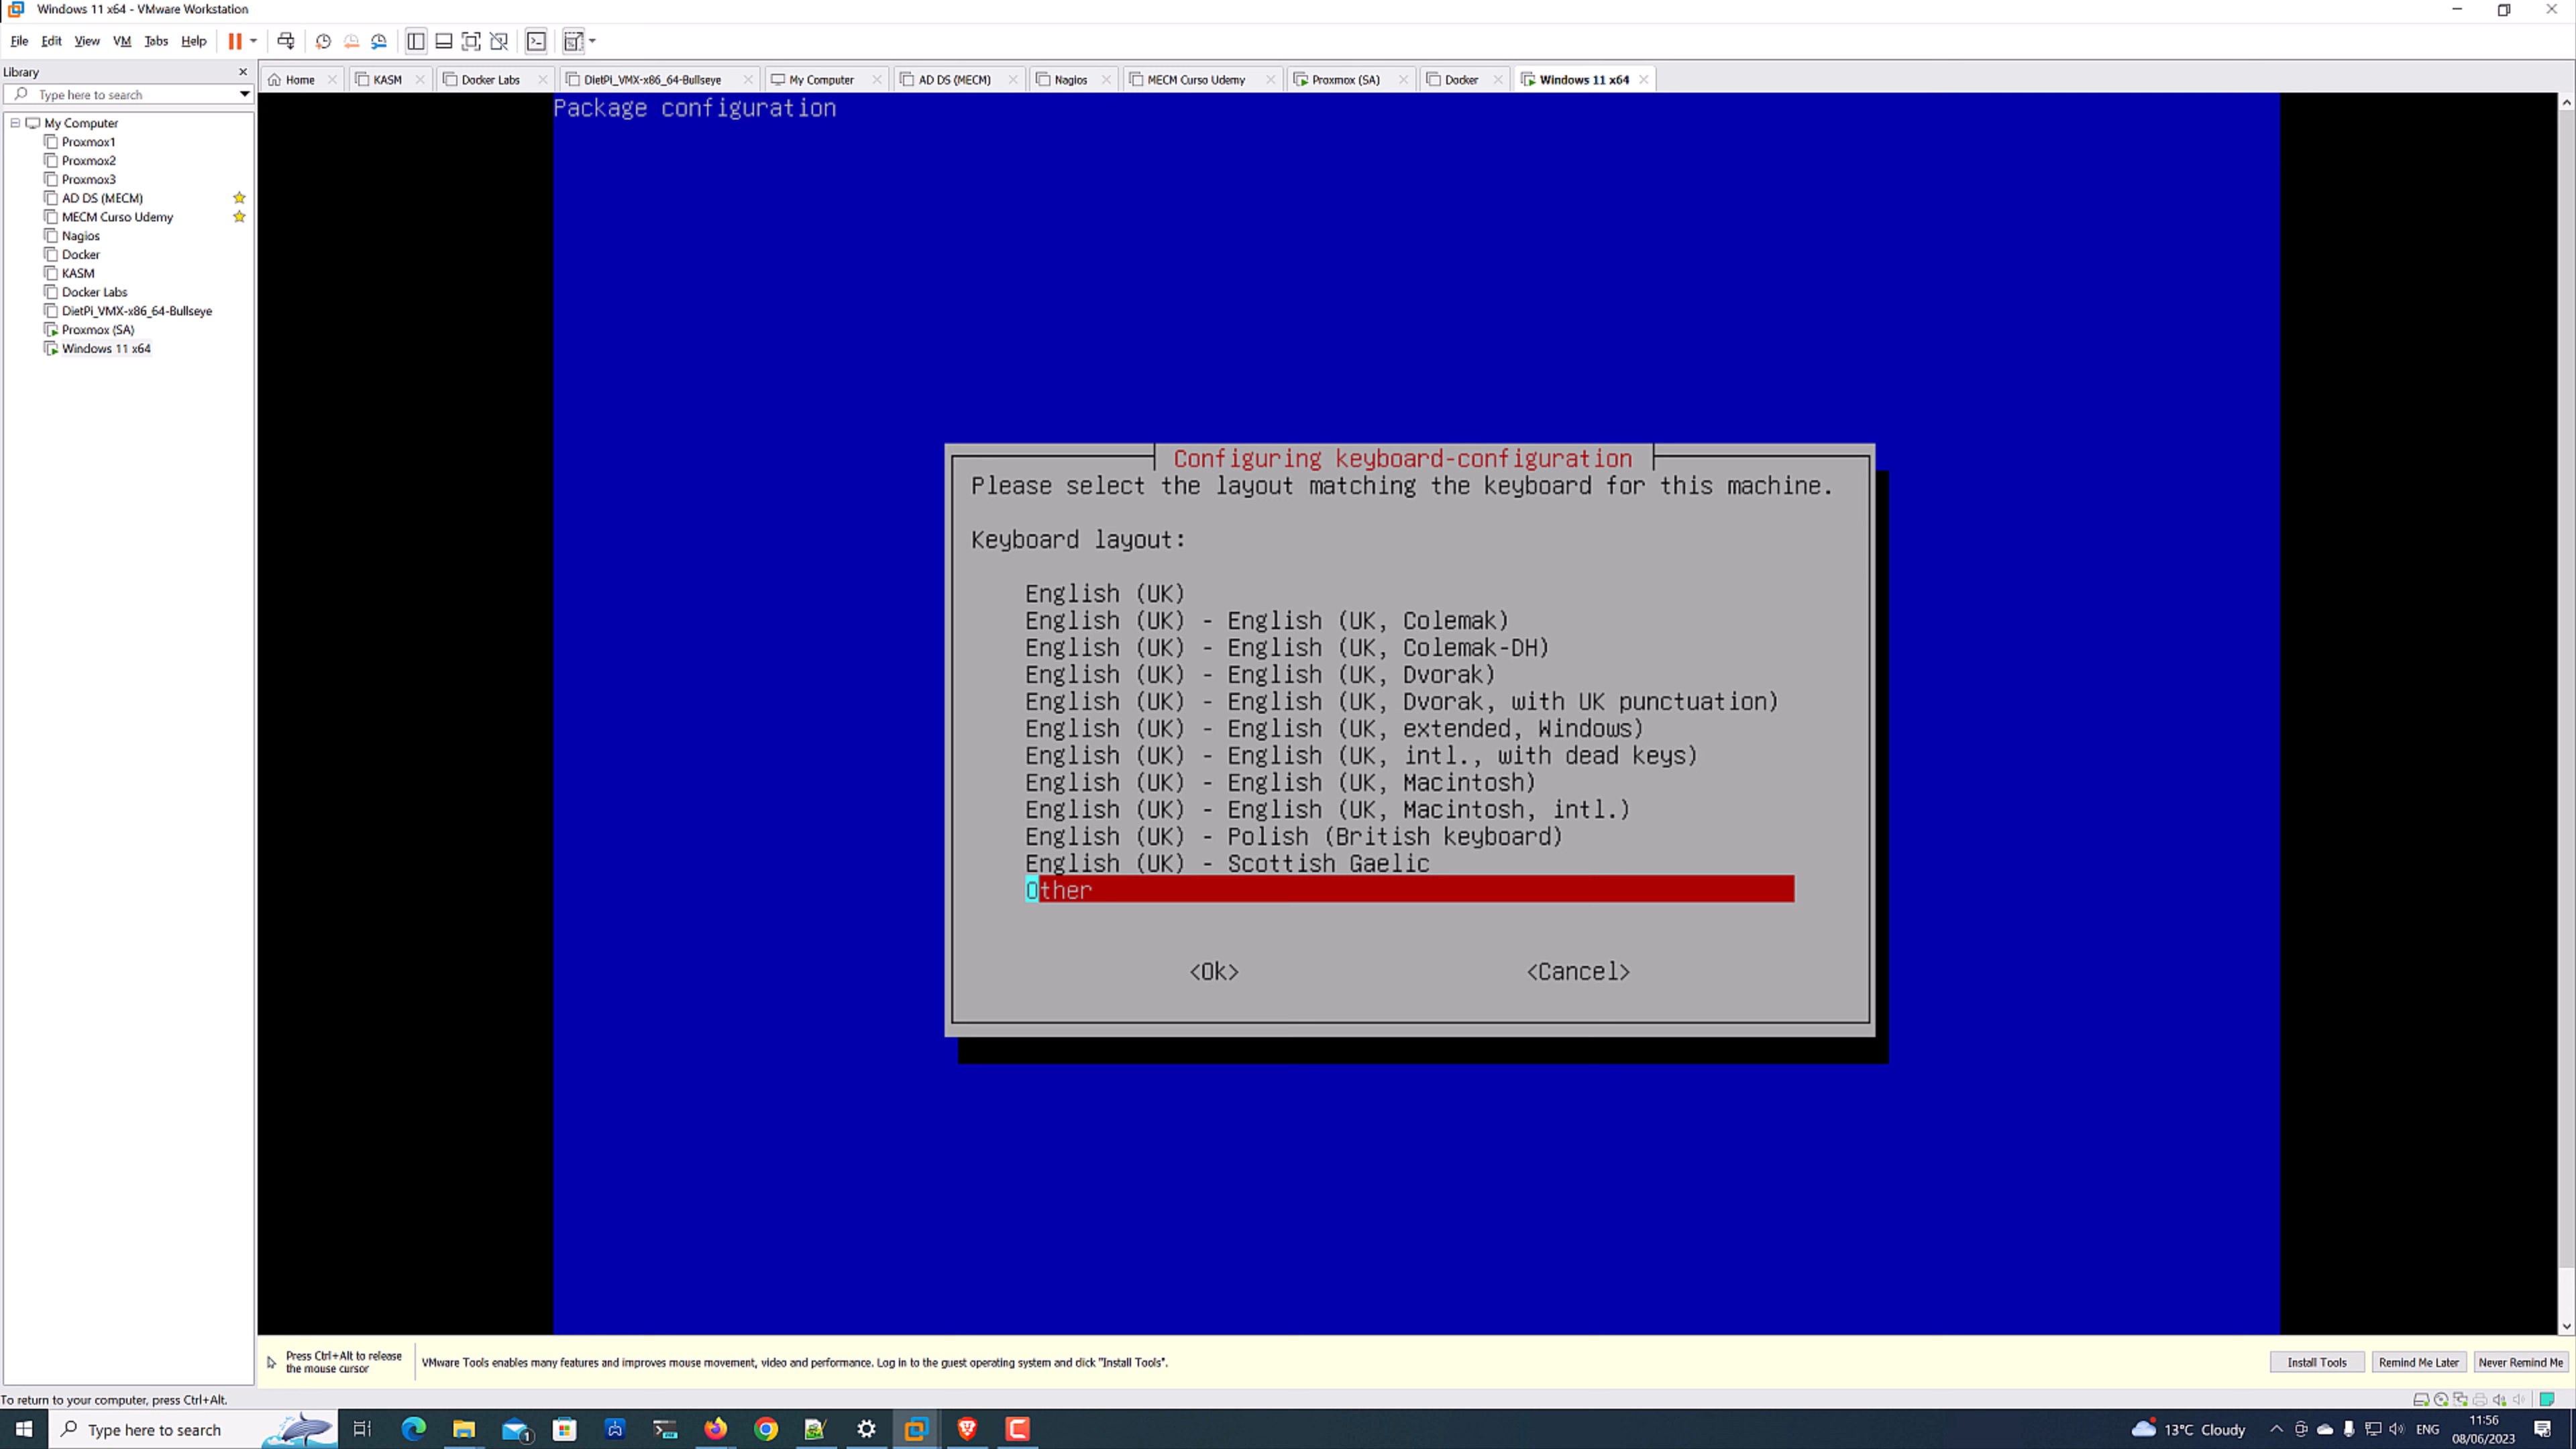 Windows 11 x64 - VMware Workstation
File Edit View VM Tabs Help
Library
Type here to search
My Computer
Proxmox1
Proxmox2
Proxmox3
AD DS (MECM)
MECM Curso Udemy
Nagios
Docker
KASM
Docker Labs
DietPi_VMX-x86_64-Bullseye
Proxmox (SA)
Windows 11 x64
Home KASM Docker Labs DietPi_VMX-x86_64-Bullseye My Computer AD DS (MECM) Nagios MECM Curso Udemy Proxmox (SA) Docker Windows 11 x64
Package configuration
Configuring keyboard-configuration
Please select the layout matching the keyboard for this machine.
Keyboard layout:
English (UK)
English (UK) - English (UK, Colemak)
English (UK) - English (UK, Colemak-DH)
English (UK) - English (UK, Dvorak)
English (UK) - English (UK, Dvorak, with UK punctuation)
English (UK) - English (UK, extended, Windows)
English (UK) - English (UK, intl., with dead keys)
English (UK) - English (UK, Macintosh)
English (UK) - English (UK, Macintosh, intl.)
English (UK) - Polish (British keyboard)
English (UK) - Scottish Gaelic
Other
<Ok> <Cancel>
Press Ctrl+Alt to release
the mouse cursor
VMware Tools enables many features and improves mouse movement, video and performance. Log in to the guest operating system and click "Install Tools".
Install Tools Remind Me Later Never Remind Me
To return to your computer, press Ctrl+Alt.
Type here to search
1
13°C Cloudy
ENG
11:56
08/06/2023